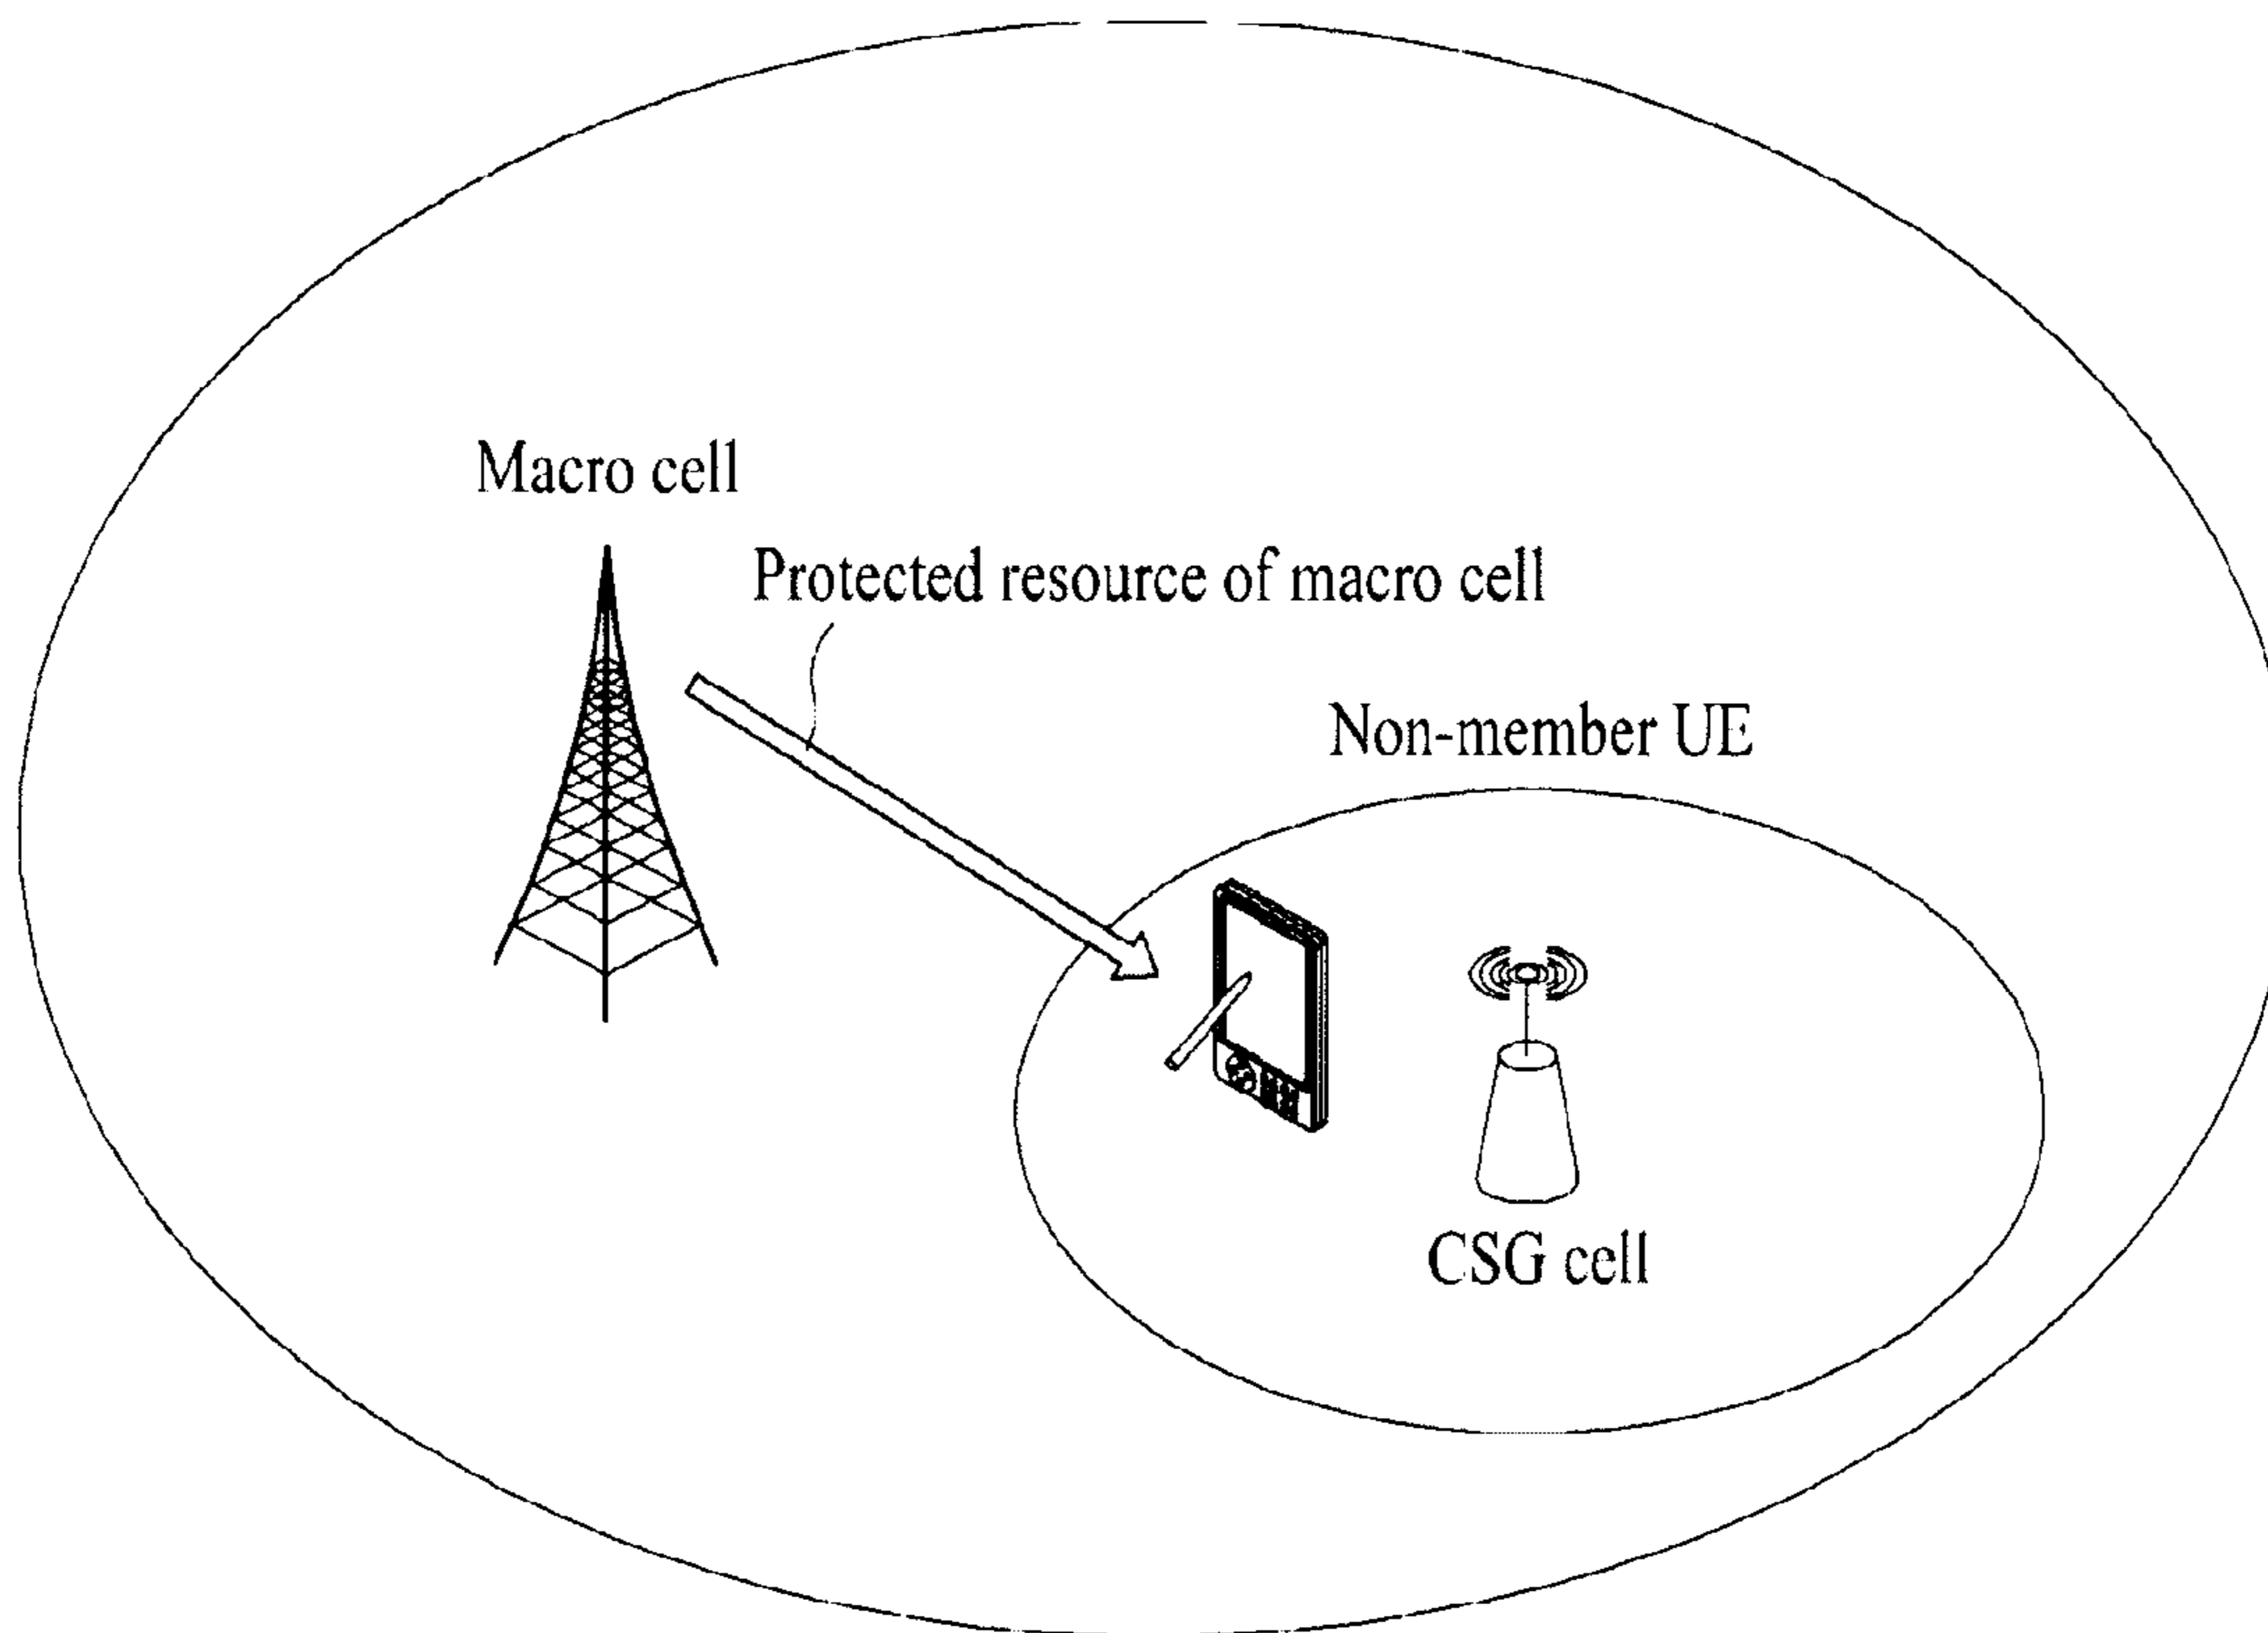 Macro cell
Protected resource of macro cell
Non-member UE
CSG cell